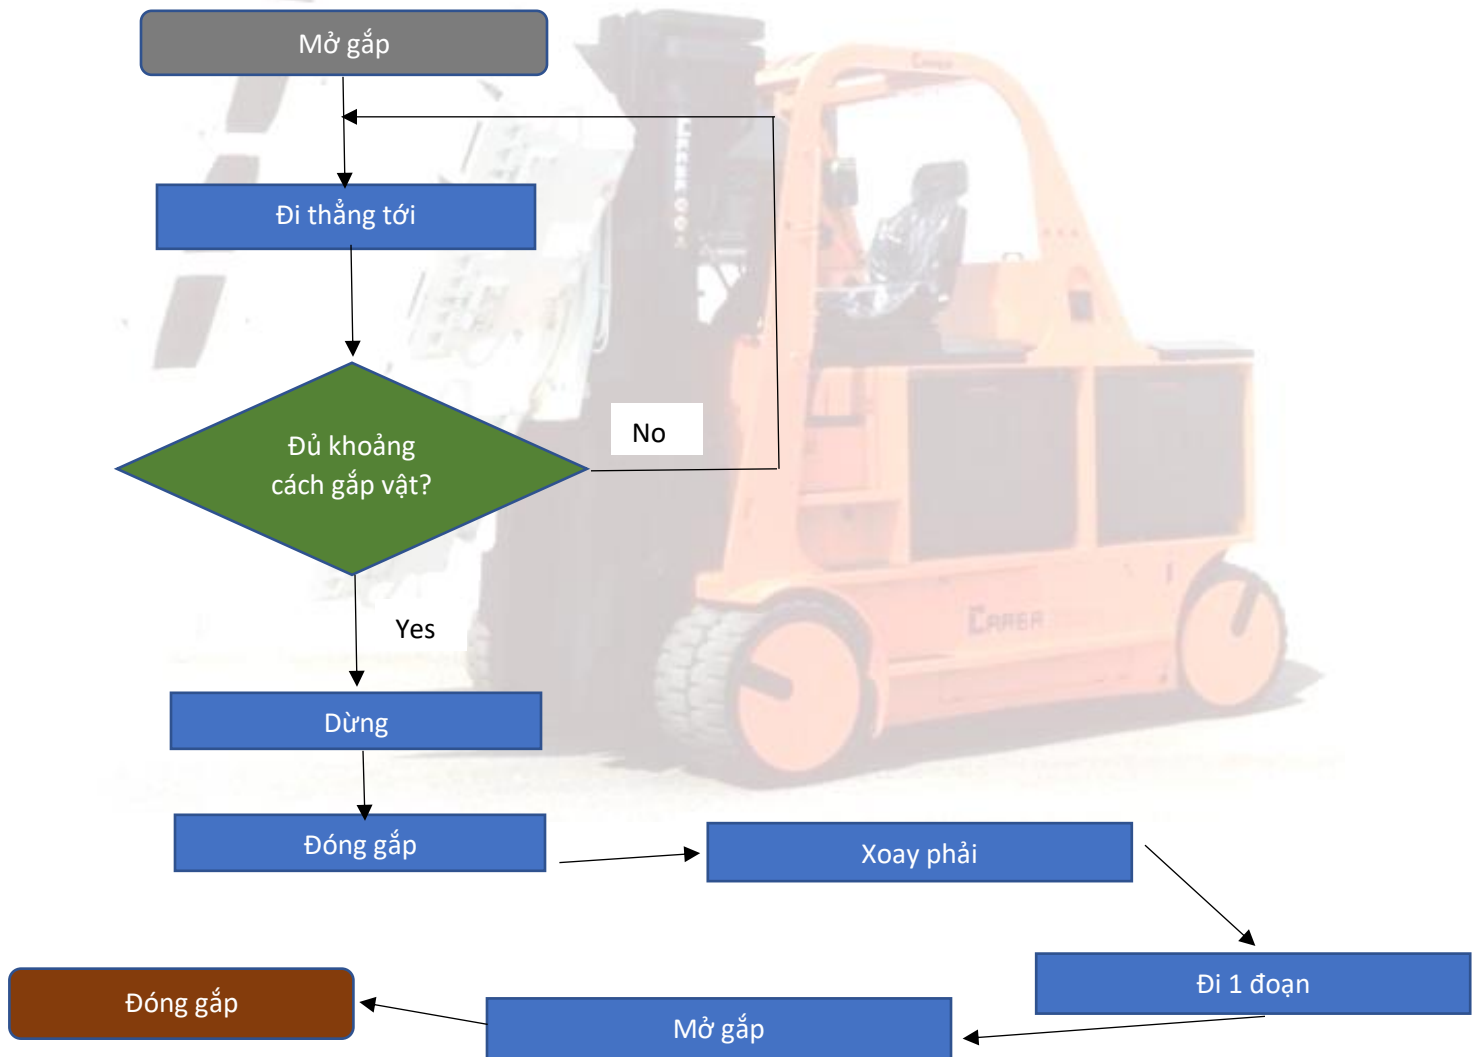 Mở gắp
Đi thẳng tới
Đủ khoảng
cách gắp vật?
No
Yes
Dừng
Đóng gắp
Xoay phải
Đi 1 đoạn
Mở gắp
Đóng gắp
CARER